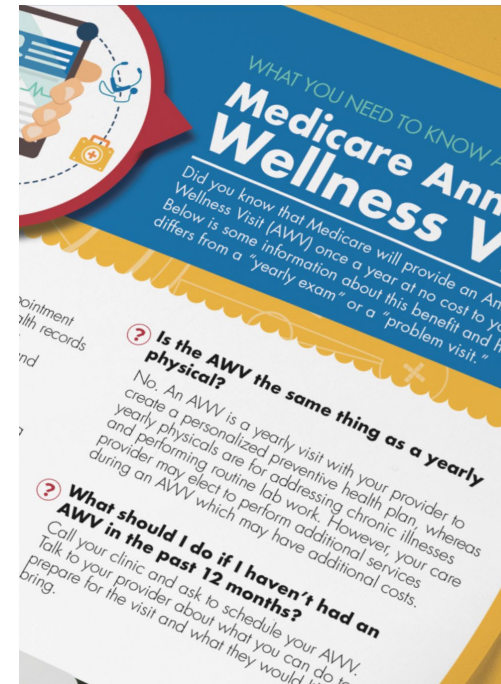 WHAT YOU NEED TO KNOW
Medicare
Wellness
Did you know that Medicare will provide an
Wellness Visit (AWV) once a year at no cost to
Below is some information about this benefit and
differs from a "yearly exam" or a "problem visit."
records
? Is the AWV the same thing as a yearly
physical?
No. An AWV is a yearly visit with your provider to
create a personalized preventive health plan, whereas
yearly physicals are for addressing chronic illnesses
and performing routine lab work. However, your care
provider may elect to perform additional services
during an AWV which may have additional costs.
? What should I do if I haven't had an
AWV in the past 12 months?
Call your clinic and ask to schedule your AWV.
Talk to your provider about what you can do to
prepare for the visit and what they would
bring.